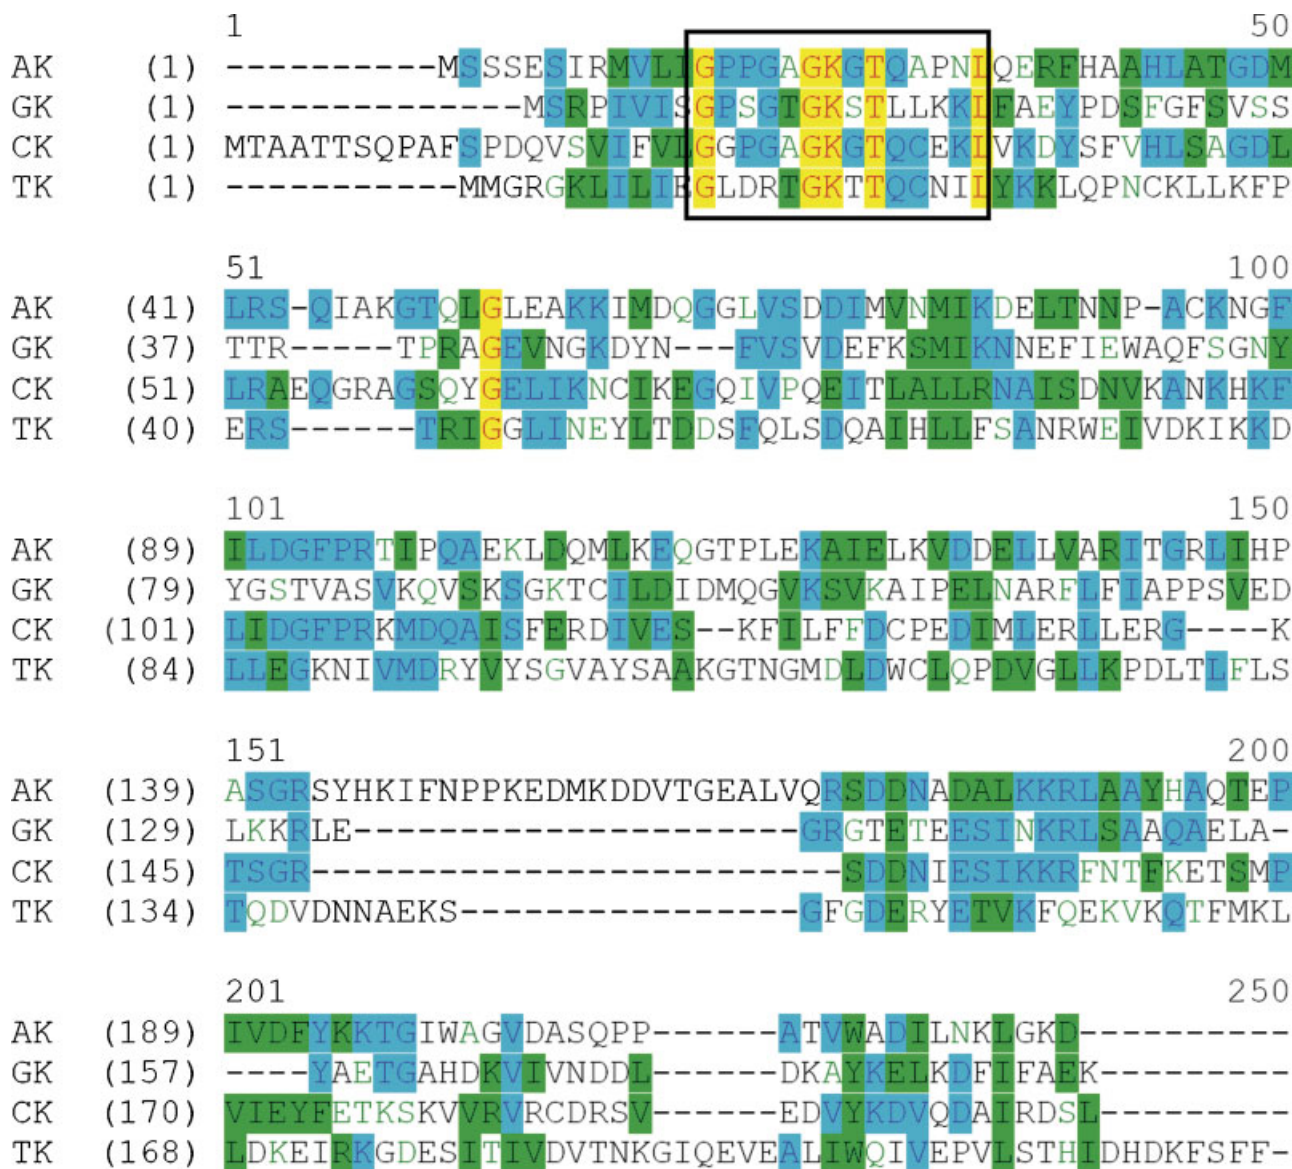 1 50
AK (1) ----------MSSSESIRMVLIGPPGAGKGTQAPNLQERFHAAHLATGDM
GK (1) --------------MSRPIVISGPSGTGKSTLLKKLFAEYPDSFGFSVSS
CK (1) MTAATTSQPAFSPDQVSVIFVLGGPGAGKGTQCEKLVKDYSFVHLSAGDL
TK (1) -----------MMGRGKLILIEGLDRTGKTTQCNILYKKLQPNCKLLKFP
51 100
AK (41) LRS-QIAKGTQLGLEAKKIMDQGGLVSDDIMVNMIKDELTNNP-ACKNGF
GK (37) TTR-----TPRAGEVNGKDYN---FVSVDEFKSMIKNNEFIEWAQFSGNY
CK (51) LRAEQGRAGSQYGELIKNCIKEGQIVPQEITLALLRNAISDNVKANKHKF
TK (40) ERS------TRIGGLINEYLTDDSFQLSDQAIHLLFSANRWEIVDKIKKD
101 150
AK (89) ILDGFPRTIPQAEKLDQMLKEQGTPLEKAIELKVDDELLVARITGRLIHP
GK (79) YGSTVASVKQVSKSGKTCILDIDMQGVKSVKAIPELNARFLFIAPPSVED
CK (101) LIDGFPRKMDQAISFERDIVES--KFILFFDCPEDIMLERLLERG----K
TK (84) LLEGKNIVMDRYVYSGVAYSAAKGTNGMDLDWCLQPDVGLLKPDLTLFLS
151 200
AK (139) ASGRSYHKIFNPPKEDMKDDVTGEALVQRSDDNADALKKRLAAYHAQTEP
GK (129) LKKRLE---------------------GRGTETEESINKRLSAAQAELA-
CK (145) TSGR-------------------------SDDNIESIKKRFNTFKETSMP
TK (134) TQDVDNNAEKS----------------GFGDERYETVKFQEKVKQTFMKL
201 250
AK (189) IVDFYKKTGIWAGVDASQPP------ATVWADILNKLGKD----------
GK (157) ----YAETGAHDKVIVNDDL------DKAYKELKDFIFAEK---------
CK (170) VIEYFETKSKVVRVRCDRSV------EDVYKDVQDAIRDSL---------
TK (168) LDKEIRKGDESITIVDVTNKGIQEVEALIWQIVEPVLSTHIDHDKFSFF-